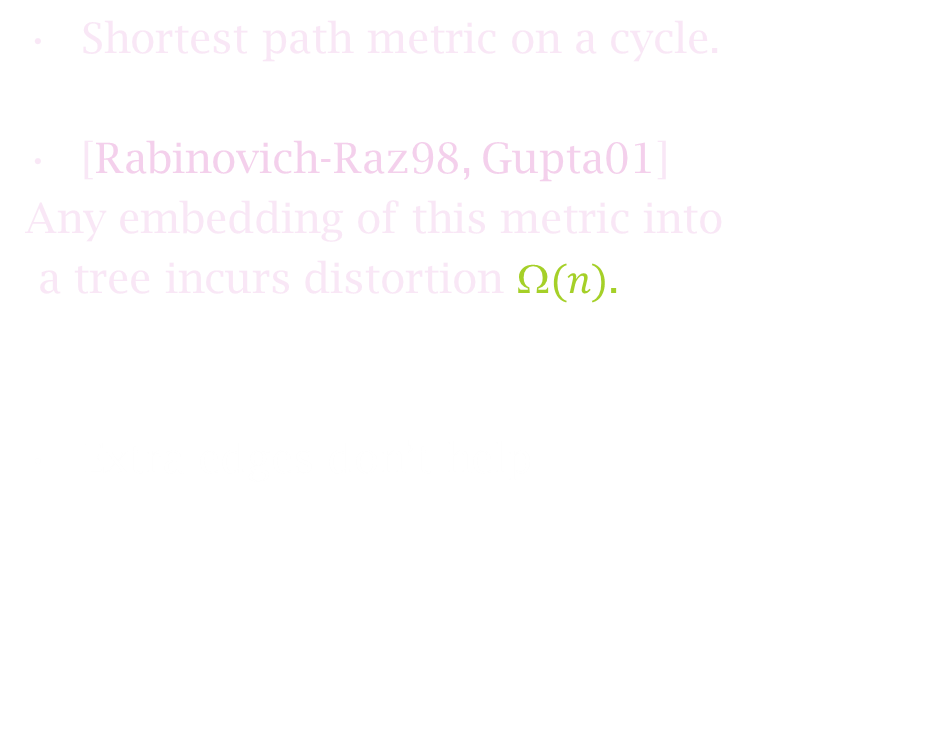 · Shortest path metric on a cycle.
· [Rabinovich-Raz98, Gupta01]
Any embedding of this metric into
a tree incurs distortion Ω(n).